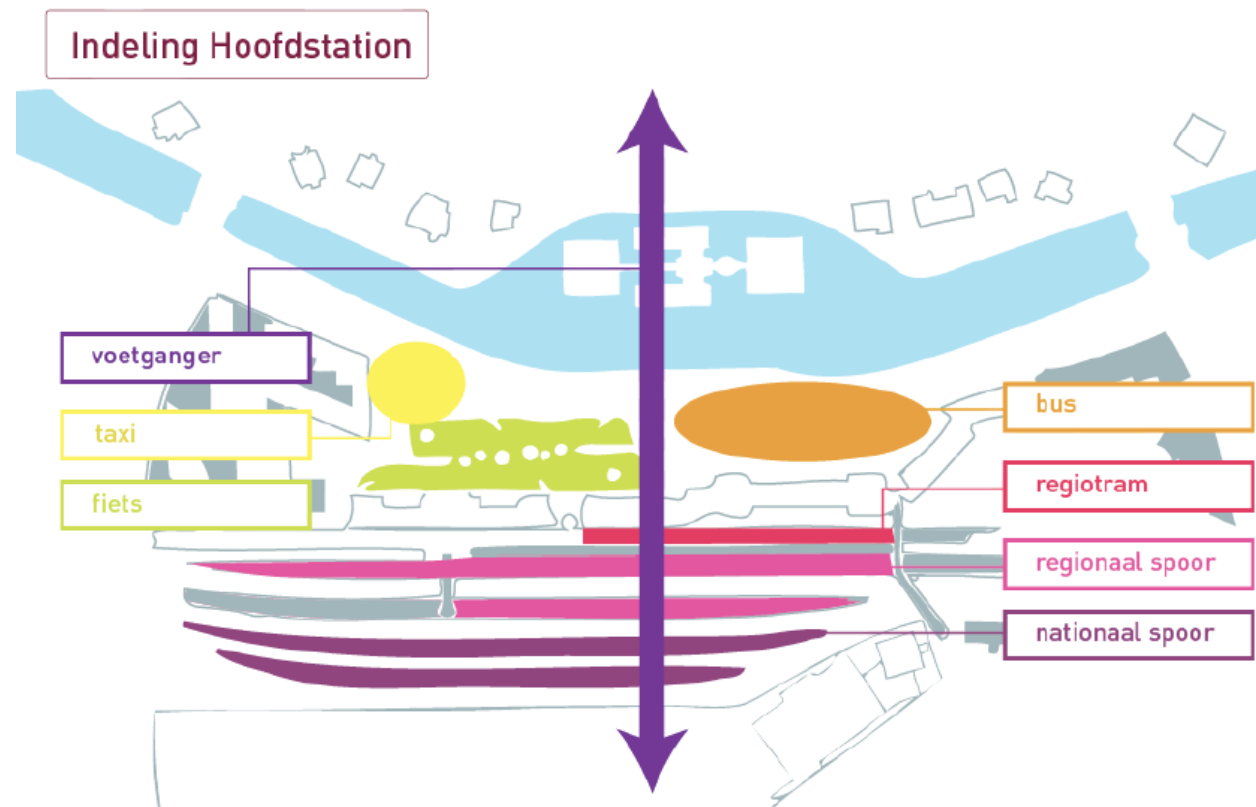 Indeling Hoofdstation
voetganger
taxi
fiets
bus
regiotram
regionaal spoor
nationaal spoor